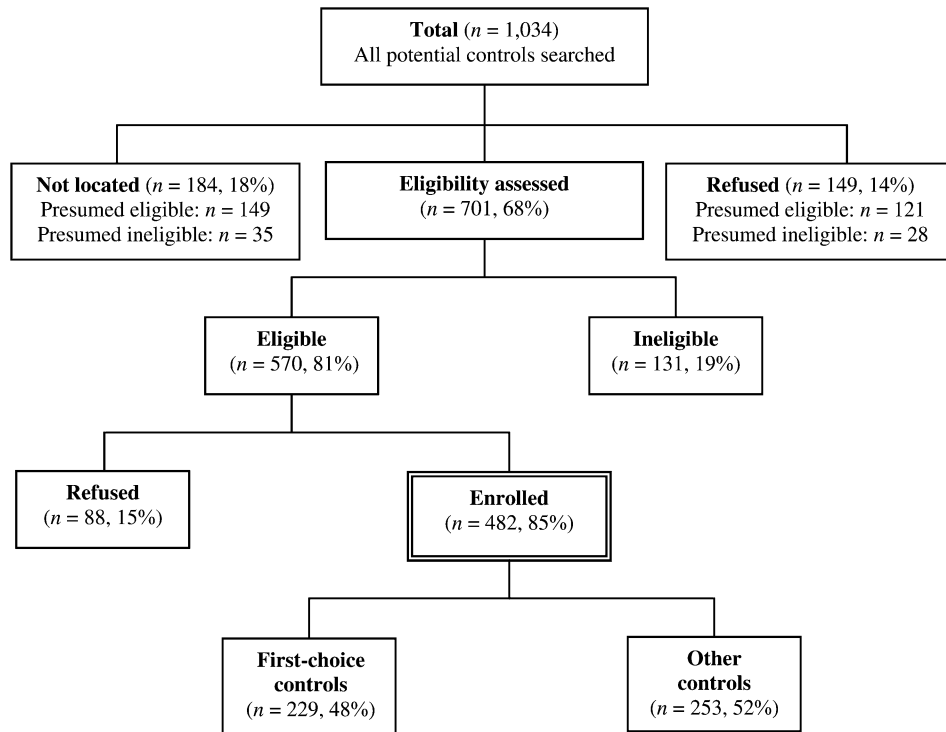 Total (n = 1,034)
All potential controls searched
Not located (n = 184, 18%)
Presumed eligible: n = 149
Presumed ineligible: n = 35
Eligibility assessed
(n = 701, 68%)
Refused (n = 149, 14%)
Presumed eligible: n = 121
Presumed ineligible: n = 28
Eligible
(n = 570, 81%)
Ineligible
(n = 131, 19%)
Refused
(n = 88, 15%)
Enrolled
(n = 482, 85%)
First-choice
controls
(n = 229, 48%)
Other
controls
(n = 253, 52%)